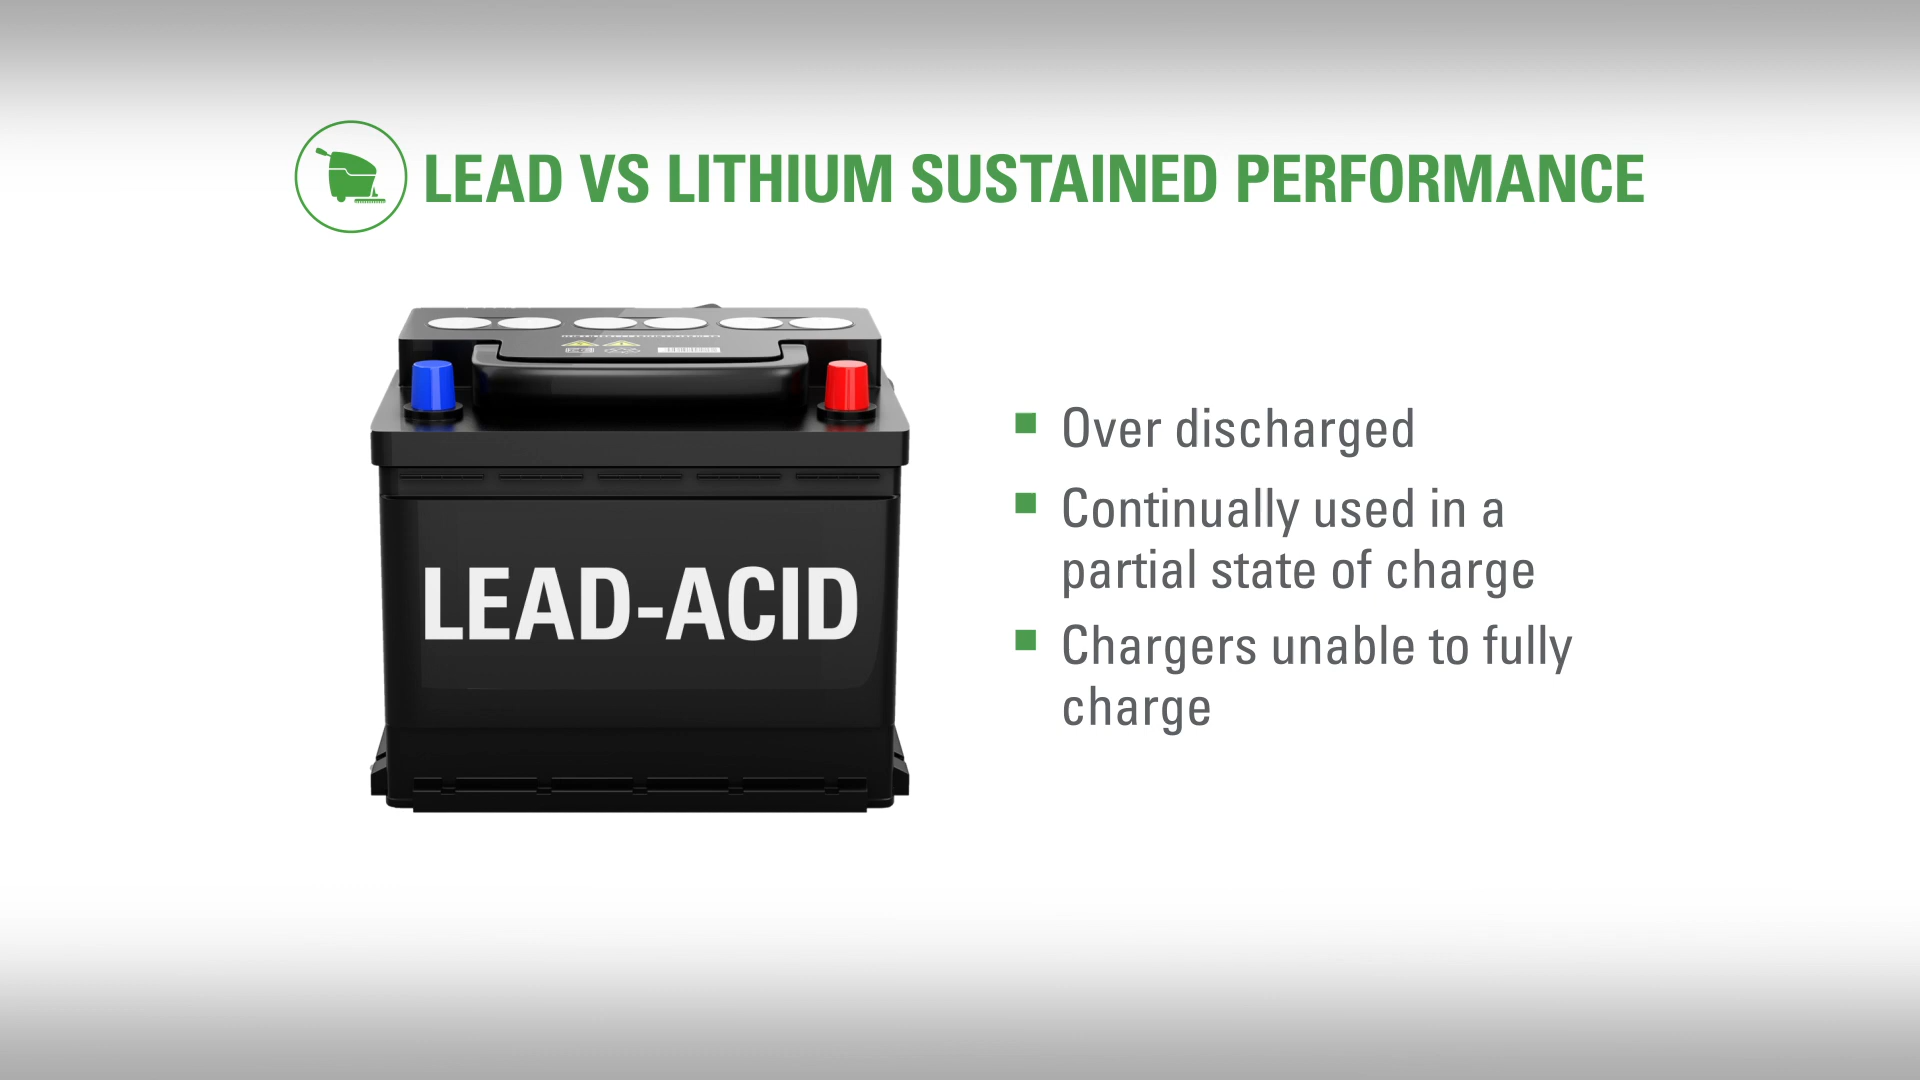 LEAD VS LITHIUM SUSTAINED PERFORMANCE
LEAD-ACID
Over discharged
Continually used in a
partial state of charge
Chargers unable to fully
charge